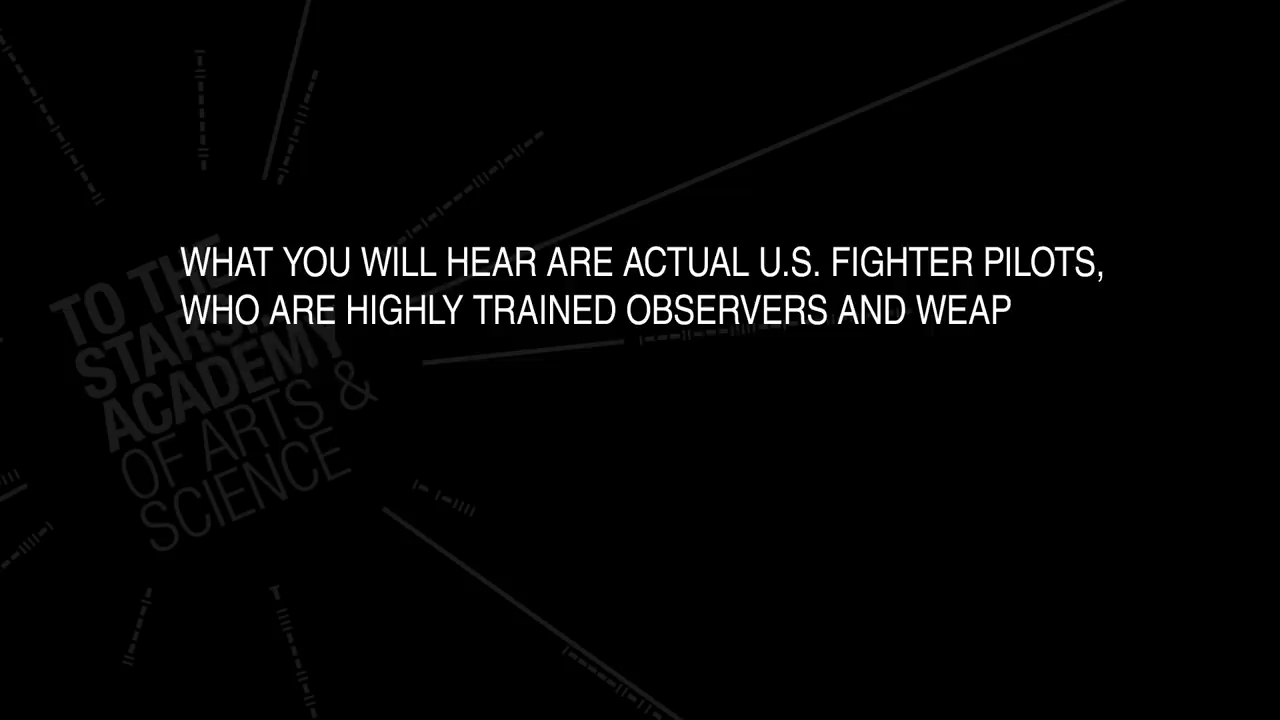 WHAT YOU WILL HEAR ARE ACTUAL U.S. FIGHTER PILOTS,
WHO ARE HIGHLY TRAINED OBSERVERS AND WEAP
TO THE
STARS
ACADEMY
OF ARTS &
SCIENCE